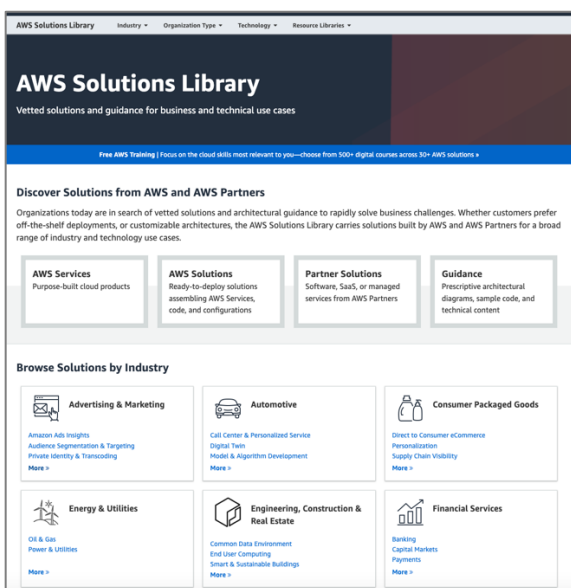 AWS Solutions Library Industry Organization Type Technology Resource Libraries
AWS Solutions Library
Vetted solutions and guidance for business and technical use cases
Free AWS Training | Focus on the cloud skills most relevant to you—choose from 500+ digital courses across 30+ AWS solutions »
Discover Solutions from AWS and AWS Partners
Organizations today are in search of vetted solutions and architectural guidance to rapidly solve business challenges. Whether customers prefer
off-the-shelf deployments, or customizable architectures, the AWS Solutions Library carries solutions built by AWS and AWS Partners for a broad
range of industry and technology use cases.
AWS Services
Purpose-built cloud products
AWS Solutions
Ready-to-deploy solutions
assembling AWS Services,
code, and configurations
Partner Solutions
Software, SaaS, or managed
services from AWS Partners
Guidance
Prescriptive architectural
diagrams, sample code, and
technical content
Browse Solutions by Industry
Advertising & Marketing
Amazon Ads Insights
Audience Segmentation & Targeting
Private Identity & Transcoding
More »
Automotive
Call Center & Personalized Service
Digital Twin
Model & Algorithm Development
More »
Consumer Packaged Goods
Direct to Consumer eCommerce
Personalization
Supply Chain Visibility
More »
Energy & Utilities
Oil & Gas
Power & Utilities
More »
Engineering, Construction &
Real Estate
Common Data Environment
End User Computing
Smart & Sustainable Buildings
More »
Financial Services
Banking
Capital Markets
Payments
More »